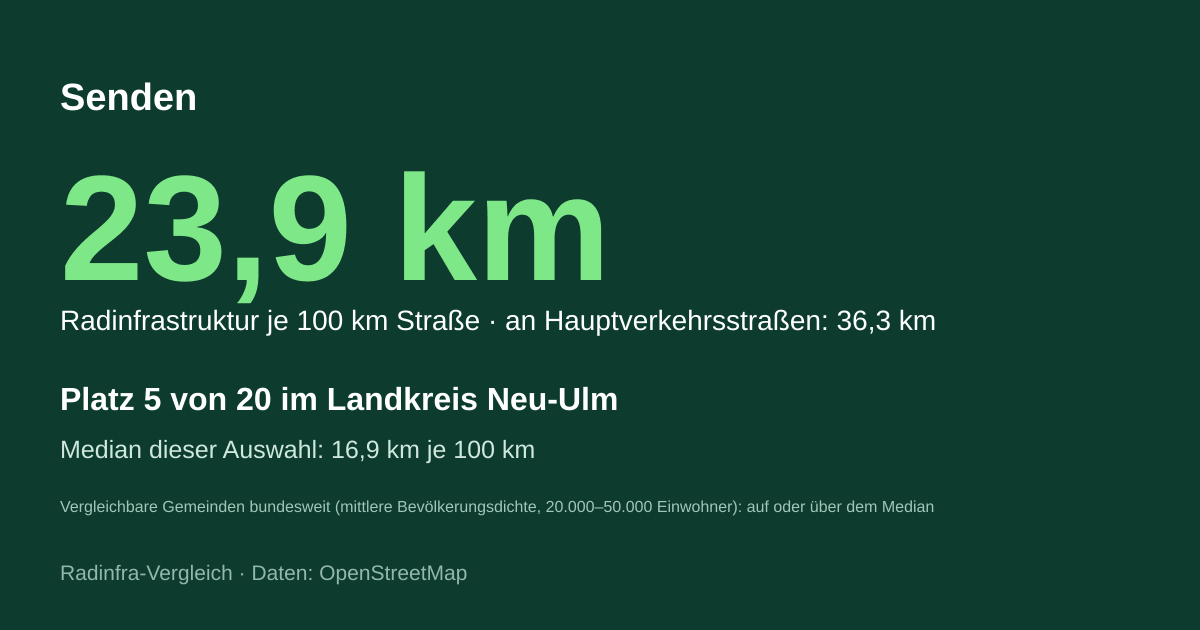 Senden
23,9 km
Radinfrastruktur je 100 km Straße · an Hauptverkehrsstraßen: 36,3 km
Platz 5 von 20 im Landkreis Neu-Ulm
Median dieser Auswahl: 16,9 km je 100 km
Vergleichbare Gemeinden bundesweit (mittlere Bevölkerungsdichte, 20.000–50.000 Einwohner): auf oder über dem Median
Radinfra-Vergleich · Daten: OpenStreetMap